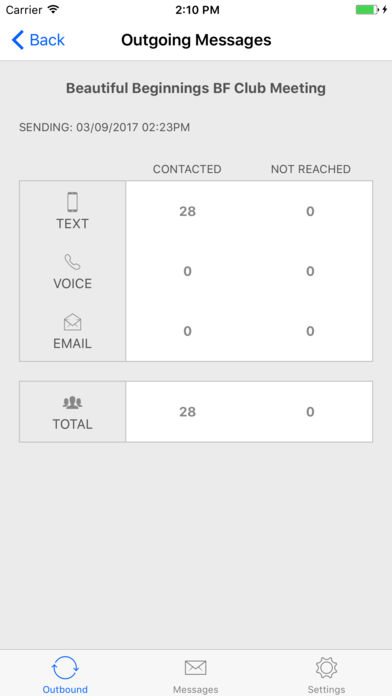 Carrier 2:10 PM
Back Outgoing Messages
Beautiful Beginnings BF Club Meeting
SENDING: 03/09/2017 02:23PM
CONTACTED NOT REACHED
TEXT 28 0
VOICE 0 0
EMAIL 0 0
TOTAL 28 0
Outbound Messages Settings